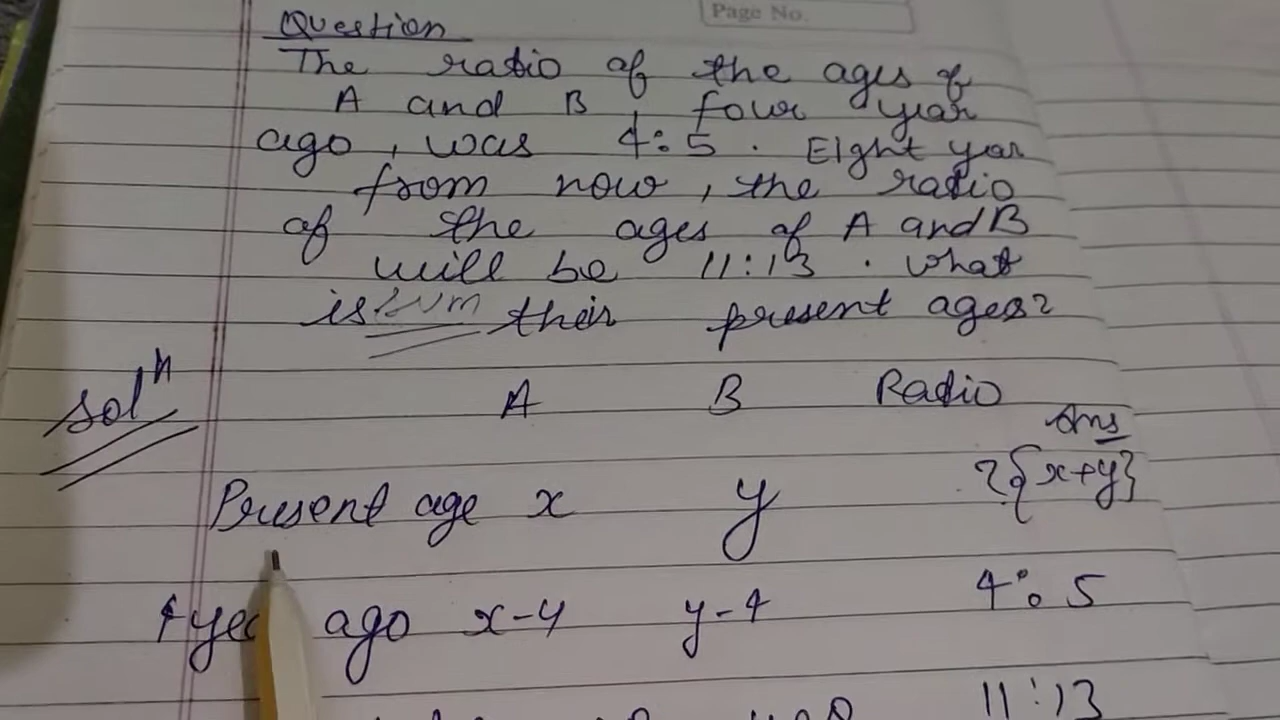 Page No.
Question
The ratio of the ages of
A and B, four year
ago, was 4:5. Eight year
from now, the ratio
of the ages of A and B
will be 11:13. what
is sum their present ages?
Solⁿ
A B Ratio
Ans
Present age x y ?{x+y}
4 yea ago x-4 y-4 4:5
11:13